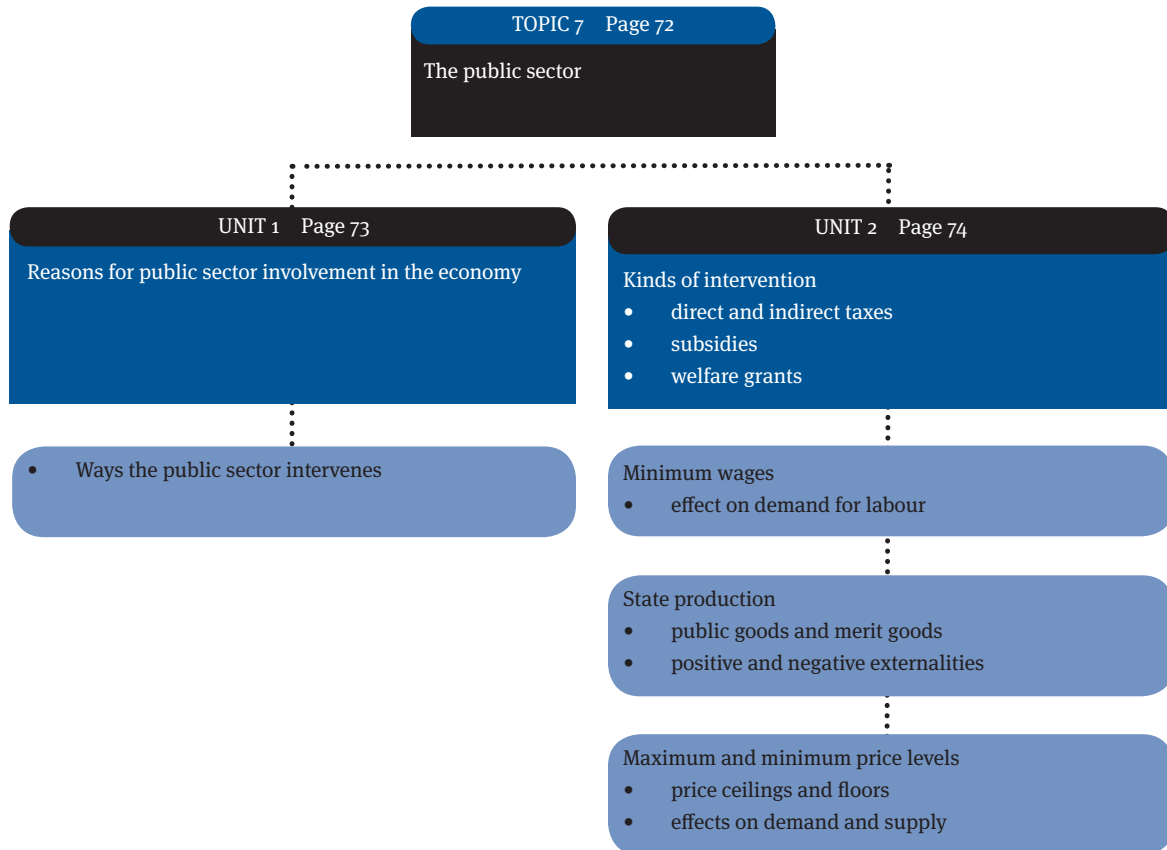 TOPIC 7 Page 72
The public sector
UNIT 1 Page 73
Reasons for public sector involvement in the economy
• Ways the public sector intervenes
UNIT 2 Page 74
Kinds of intervention
• direct and indirect taxes
• subsidies
• welfare grants
Minimum wages
• effect on demand for labour
State production
• public goods and merit goods
• positive and negative externalities
Maximum and minimum price levels
• price ceilings and floors
• effects on demand and supply